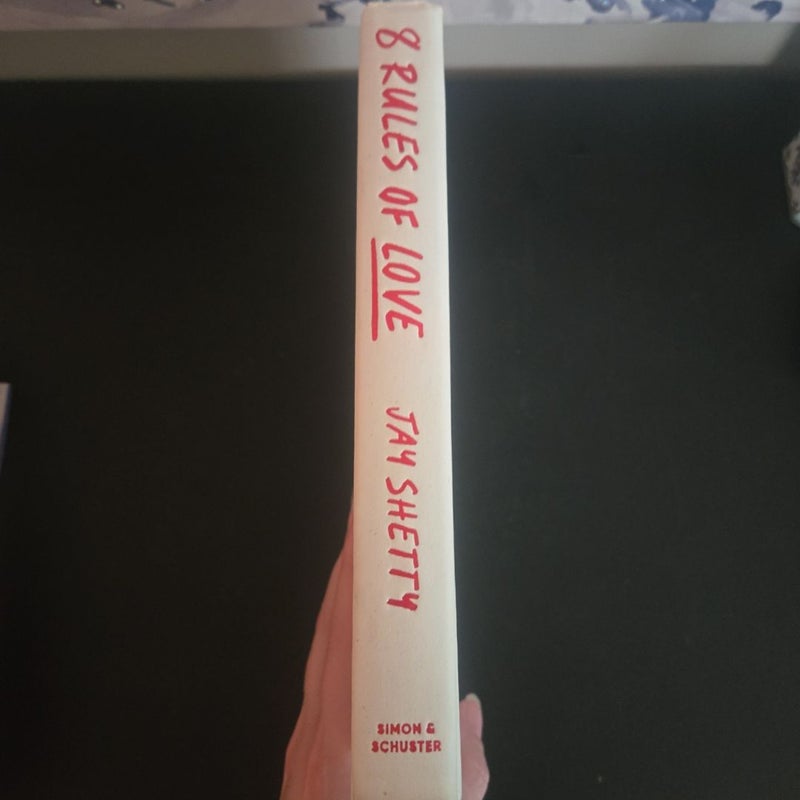 8 RULES OF LOVE
JAY SHETTY
SIMON &
SCHUSTER